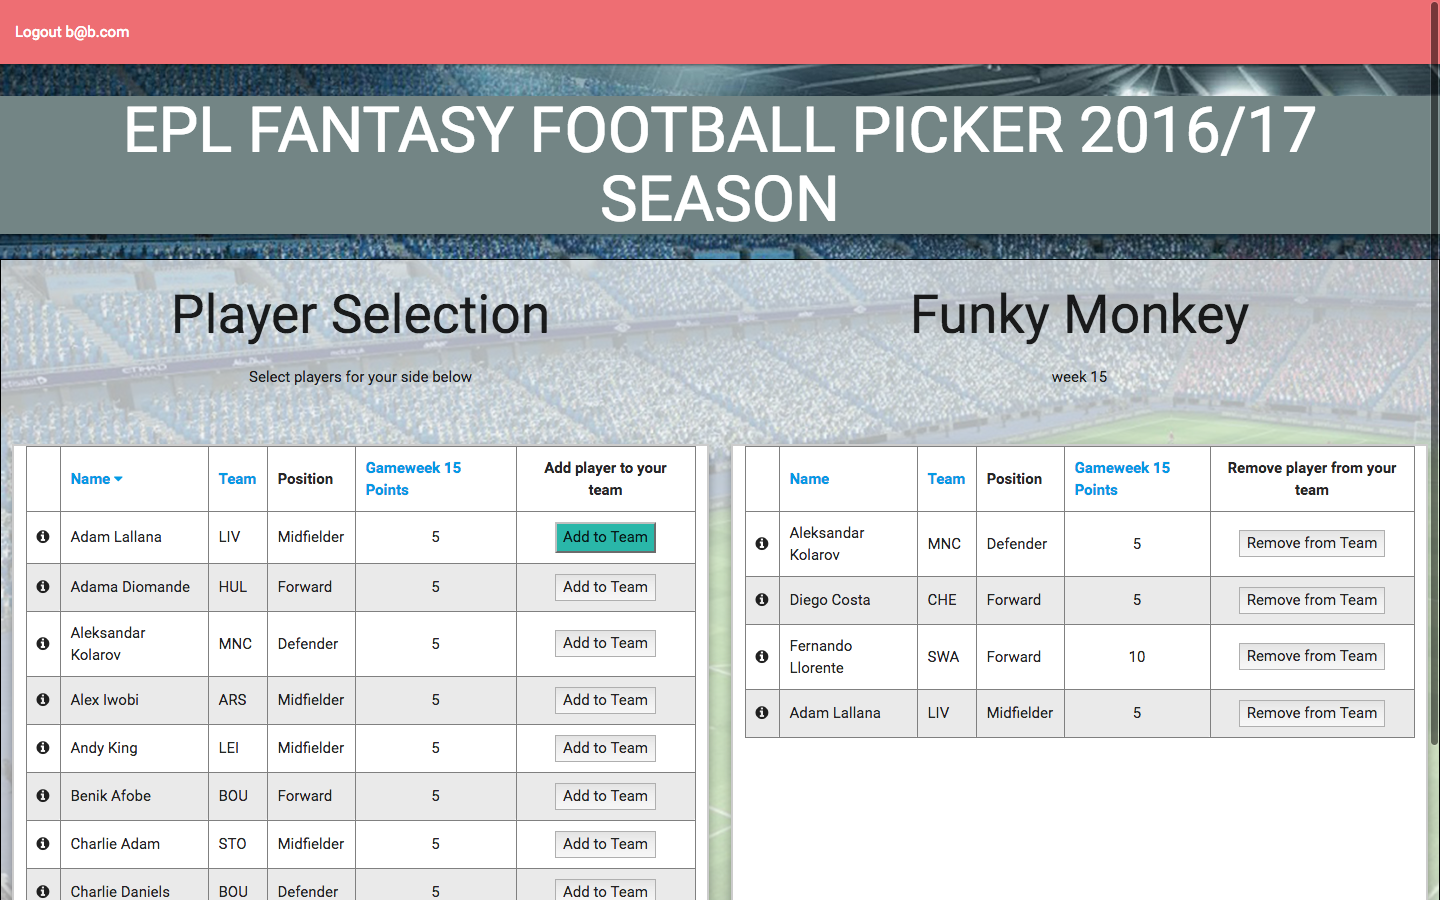 Logout b@b.com
EPL FANTASY FOOTBALL PICKER 2016/17
SEASON
Player Selection
Select players for your side below
Name Team Position Gameweek 15 Points Add player to your team
Adam Lallana LIV Midfielder 5 Add to Team
Adama Diomande HUL Forward 5 Add to Team
Aleksandar Kolarov MNC Defender 5 Add to Team
Alex Iwobi ARS Midfielder 5 Add to Team
Andy King LEI Midfielder 5 Add to Team
Benik Afobe BOU Forward 5 Add to Team
Charlie Adam STO Midfielder 5 Add to Team
Charlie Daniels BOU Defender 5 Add to Team
Funky Monkey
week 15
Name Team Position Gameweek 15 Points Remove player from your team
Aleksandar Kolarov MNC Defender 5 Remove from Team
Diego Costa CHE Forward 5 Remove from Team
Fernando Llorente SWA Forward 10 Remove from Team
Adam Lallana LIV Midfielder 5 Remove from Team